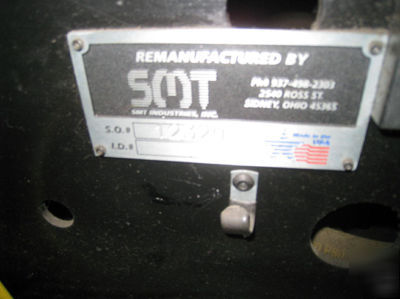 REMANUFACTURED BY
SMT
SMT INDUSTRIES, INC.
Ph# 937-498-2303
2540 ROSS ST.
SIDNEY, OHIO 45365
S.O.#
I.D.#
Made in the
USA